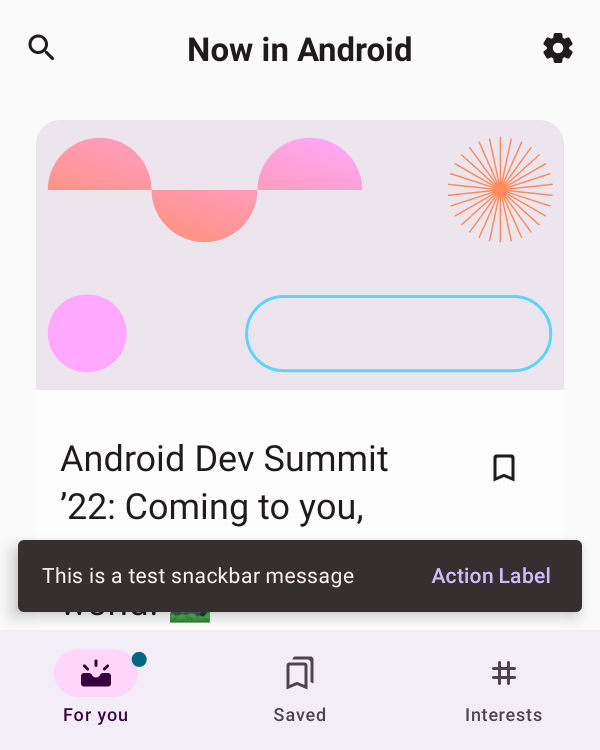 Now in Android
Android Dev Summit
’22: Coming to you,
This is a test snackbar message
Action Label
For you
Saved
Interests